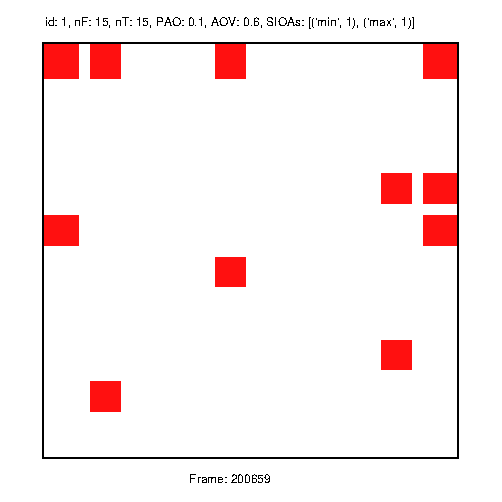 id: 1, nF: 15, nT: 15, PAO: 0.1, AOV: 0.6, SIOAs: [('min', 1), ('max', 1)]
Frame: 200659